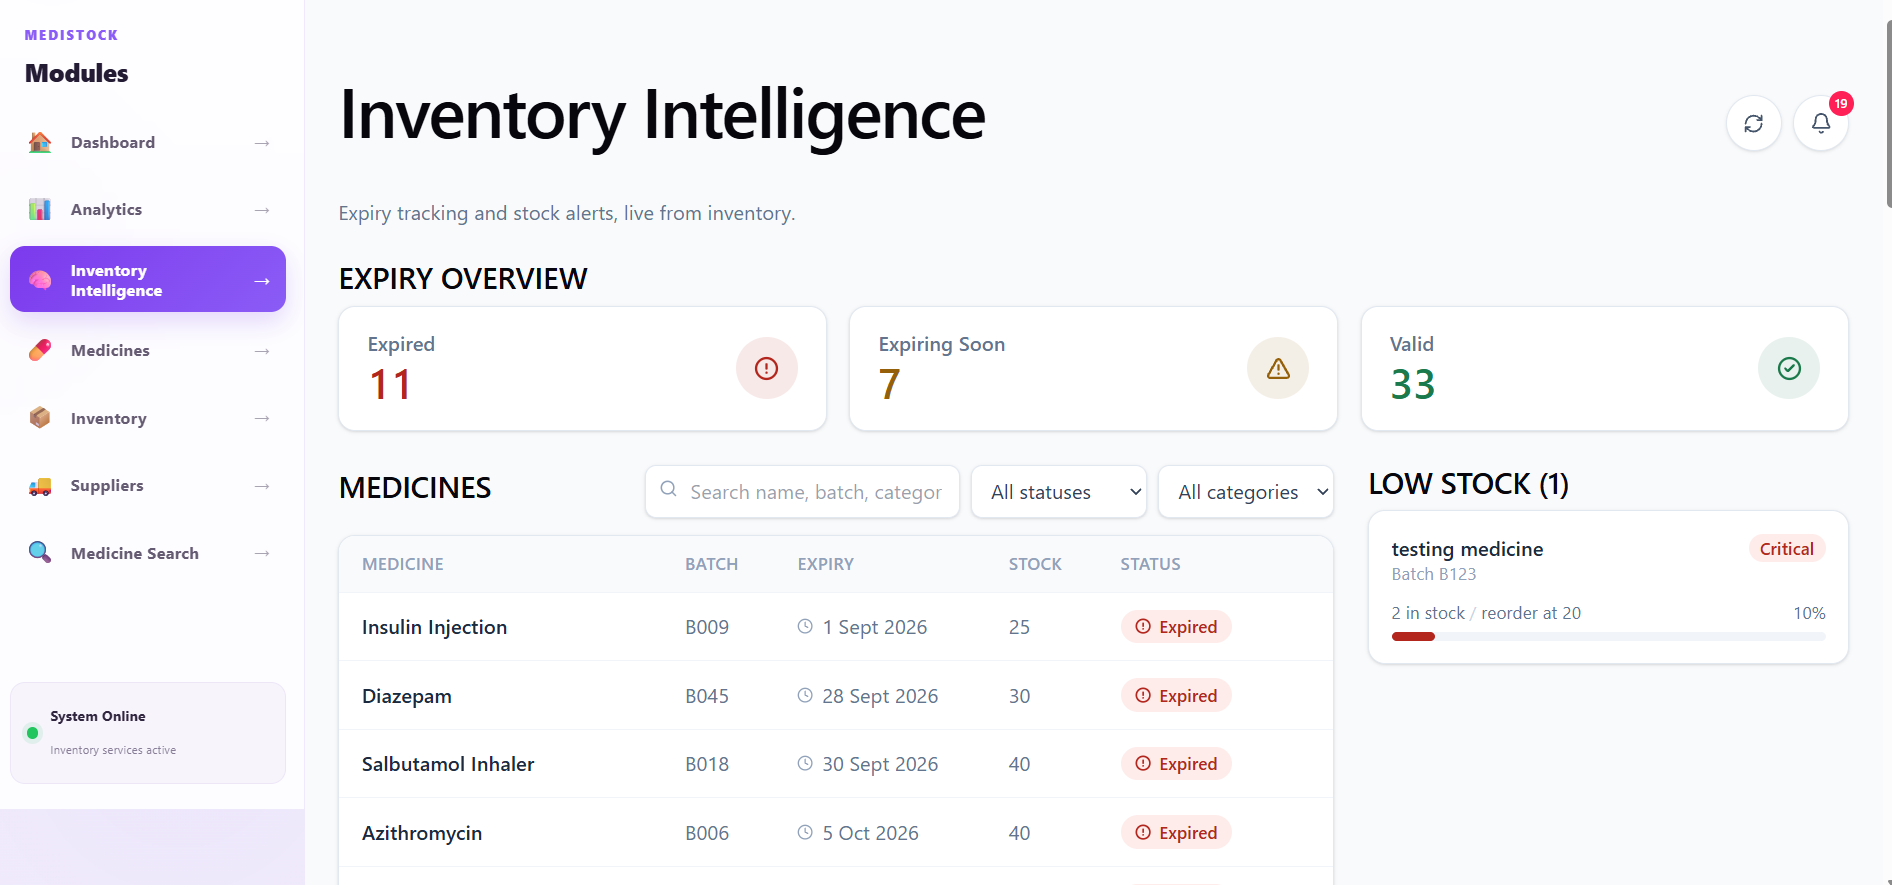 MEDISTOCK
Modules
Dashboard →
Analytics →
Inventory
Intelligence →
Medicines →
Inventory →
Suppliers →
Medicine Search →
System Online
Inventory services active
Inventory Intelligence
19
Expiry tracking and stock alerts, live from inventory.
EXPIRY OVERVIEW
Expired
11
Expiring Soon
7
Valid
33
MEDICINES
Search name, batch, categor
All statuses
All categories
MEDICINE BATCH EXPIRY STOCK STATUS
Insulin Injection B009 1 Sept 2026 25 Expired
Diazepam B045 28 Sept 2026 30 Expired
Salbutamol Inhaler B018 30 Sept 2026 40 Expired
Azithromycin B006 5 Oct 2026 40 Expired
LOW STOCK (1)
testing medicine Critical
Batch B123
2 in stock / reorder at 20 10%